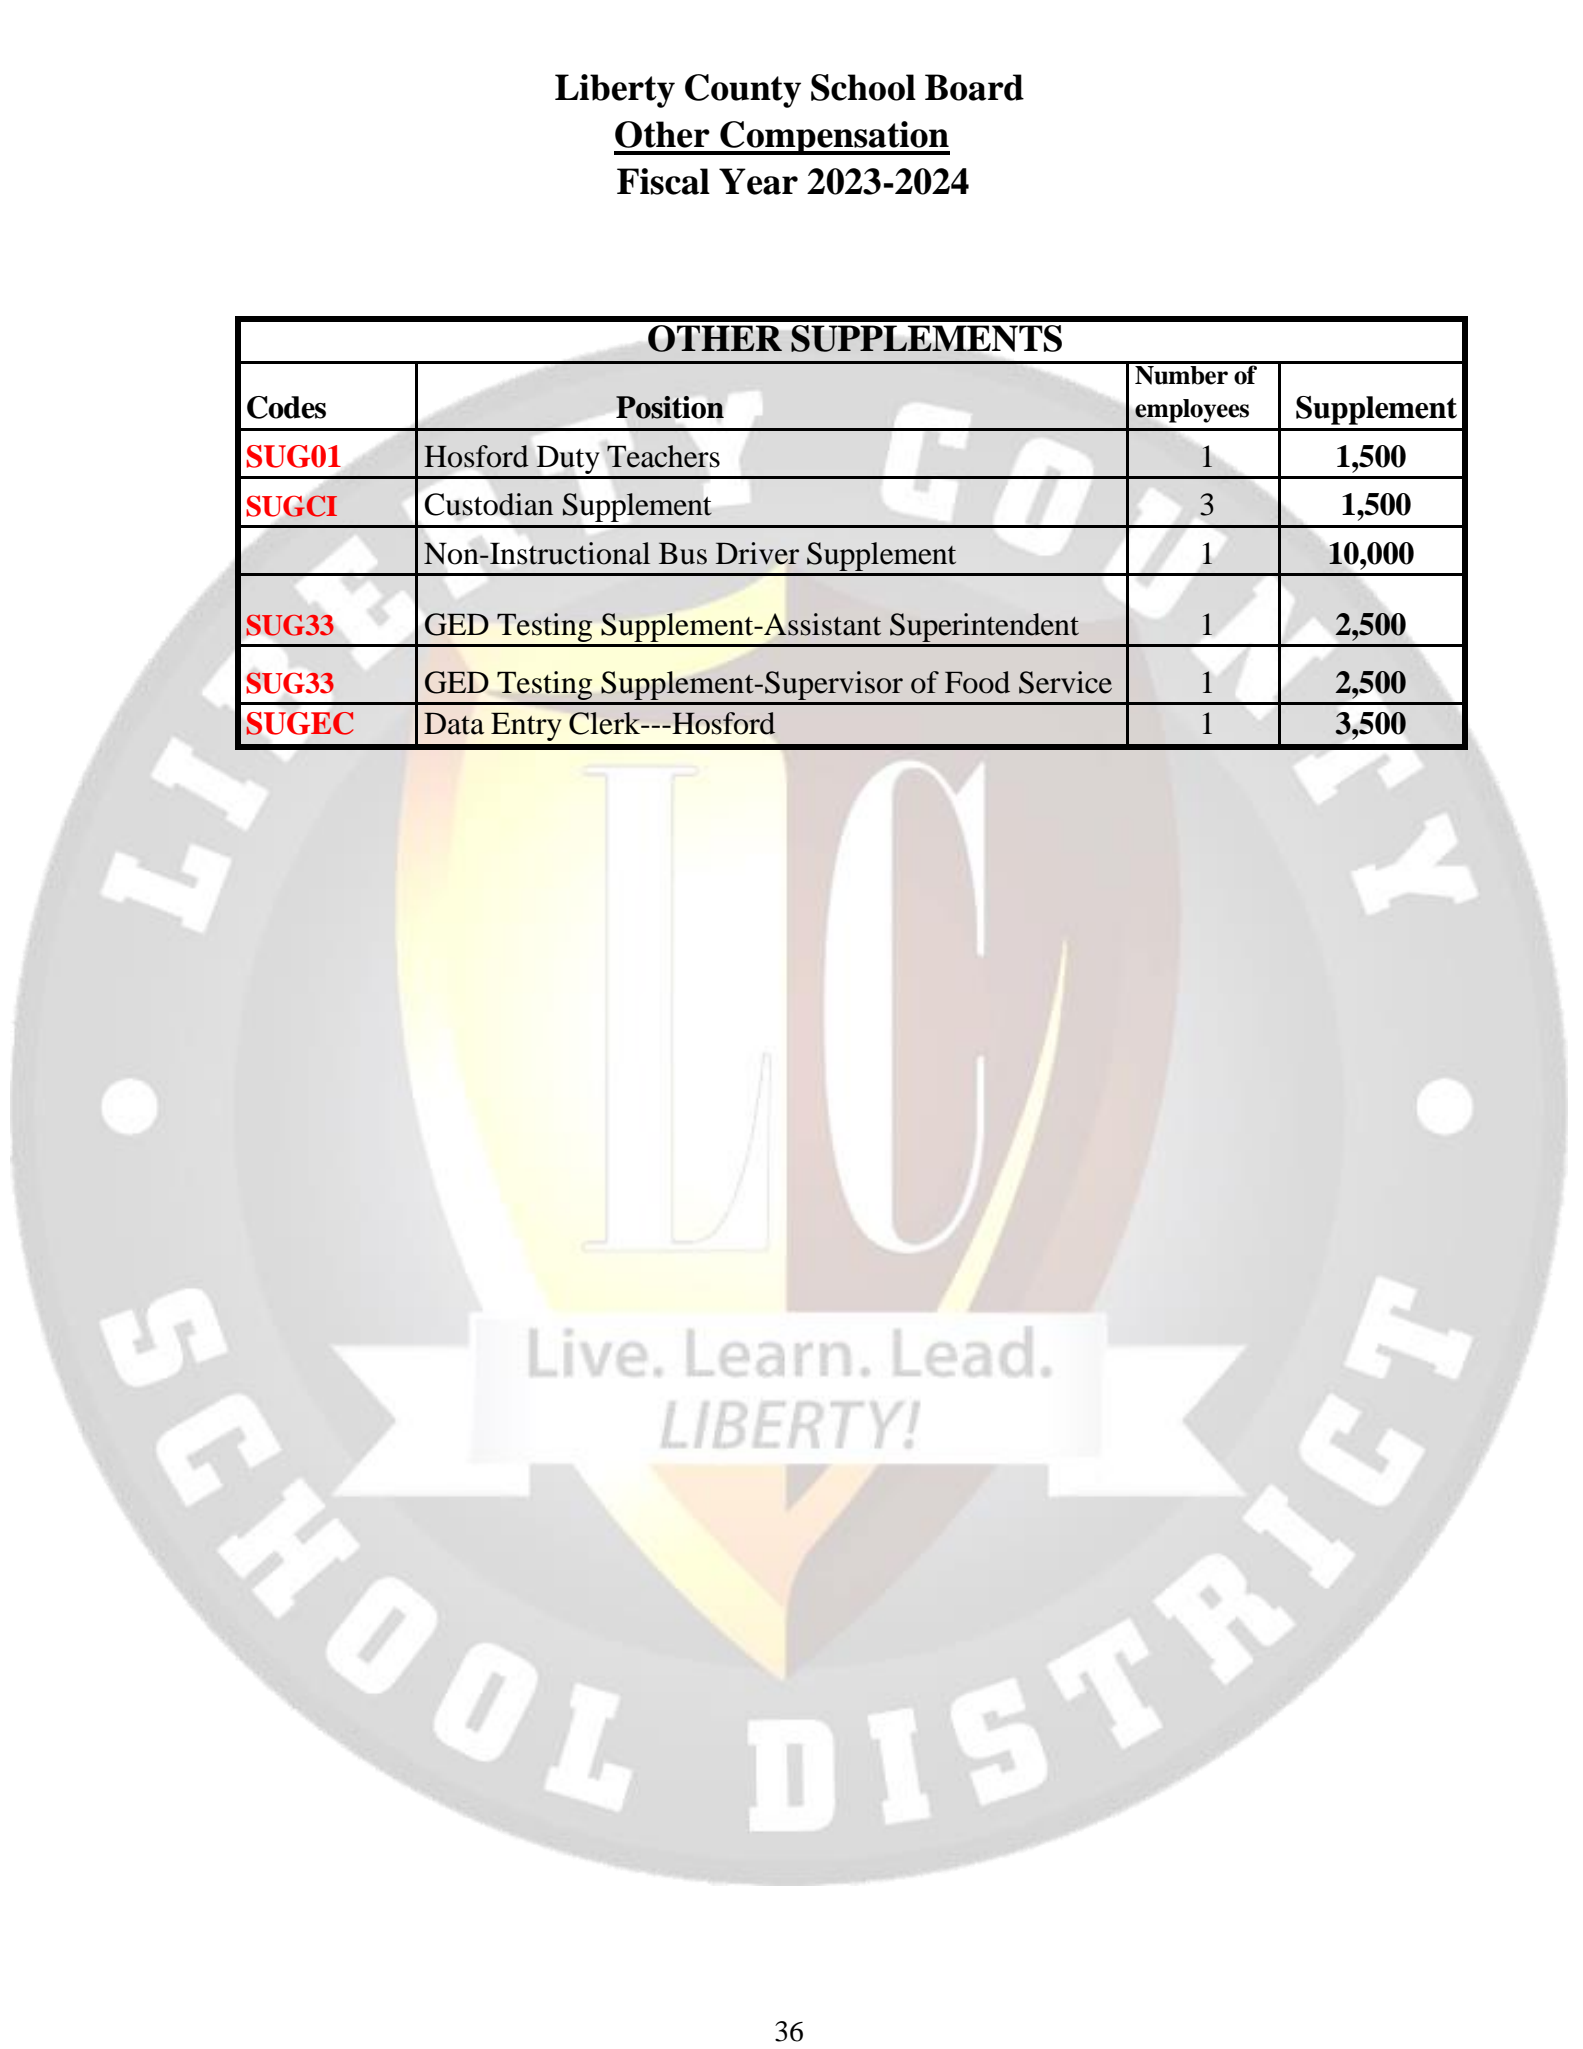 Liberty County School Board
Other Compensation
Fiscal Year 2023-2024
OTHER SUPPLEMENTS
Codes Position Number of employees Supplement
SUG01 Hosford Duty Teachers 1 1,500
SUGCI Custodian Supplement 3 1,500
Non-Instructional Bus Driver Supplement 1 10,000
SUG33 GED Testing Supplement-Assistant Superintendent 1 2,500
SUG33 GED Testing Supplement-Supervisor of Food Service 1 2,500
SUGEC Data Entry Clerk---Hosford 1 3,500
LIBERTY COUNTY
LC
Live. Learn. Lead.
LIBERTY!
SCHOOL DISTRICT
36